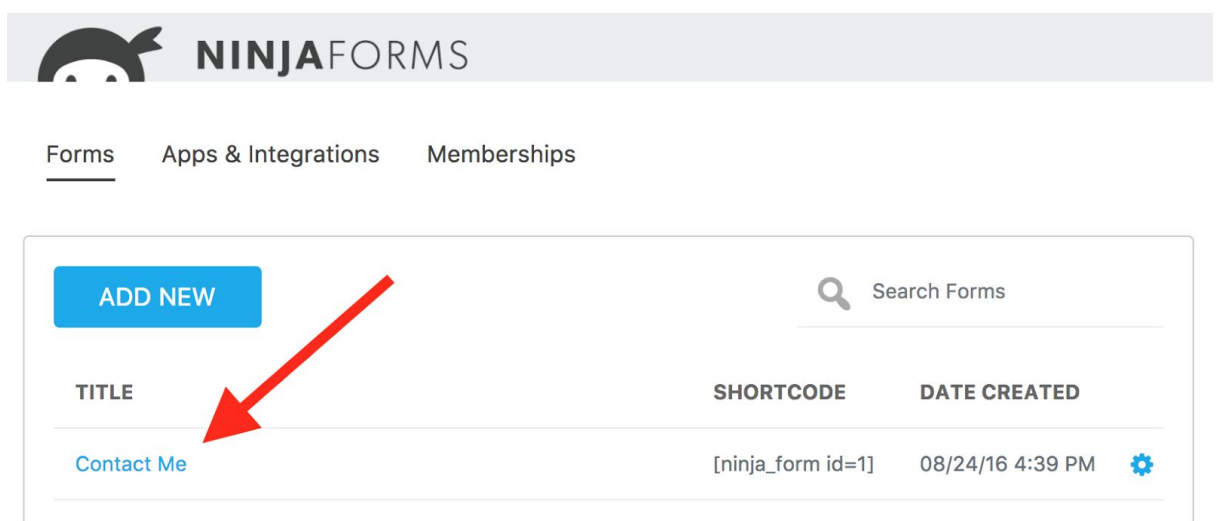 NINJAFORMS
Forms Apps & Integrations Memberships
ADD NEW Search Forms
TITLE SHORTCODE DATE CREATED
Contact Me [ninja_form id=1] 08/24/16 4:39 PM